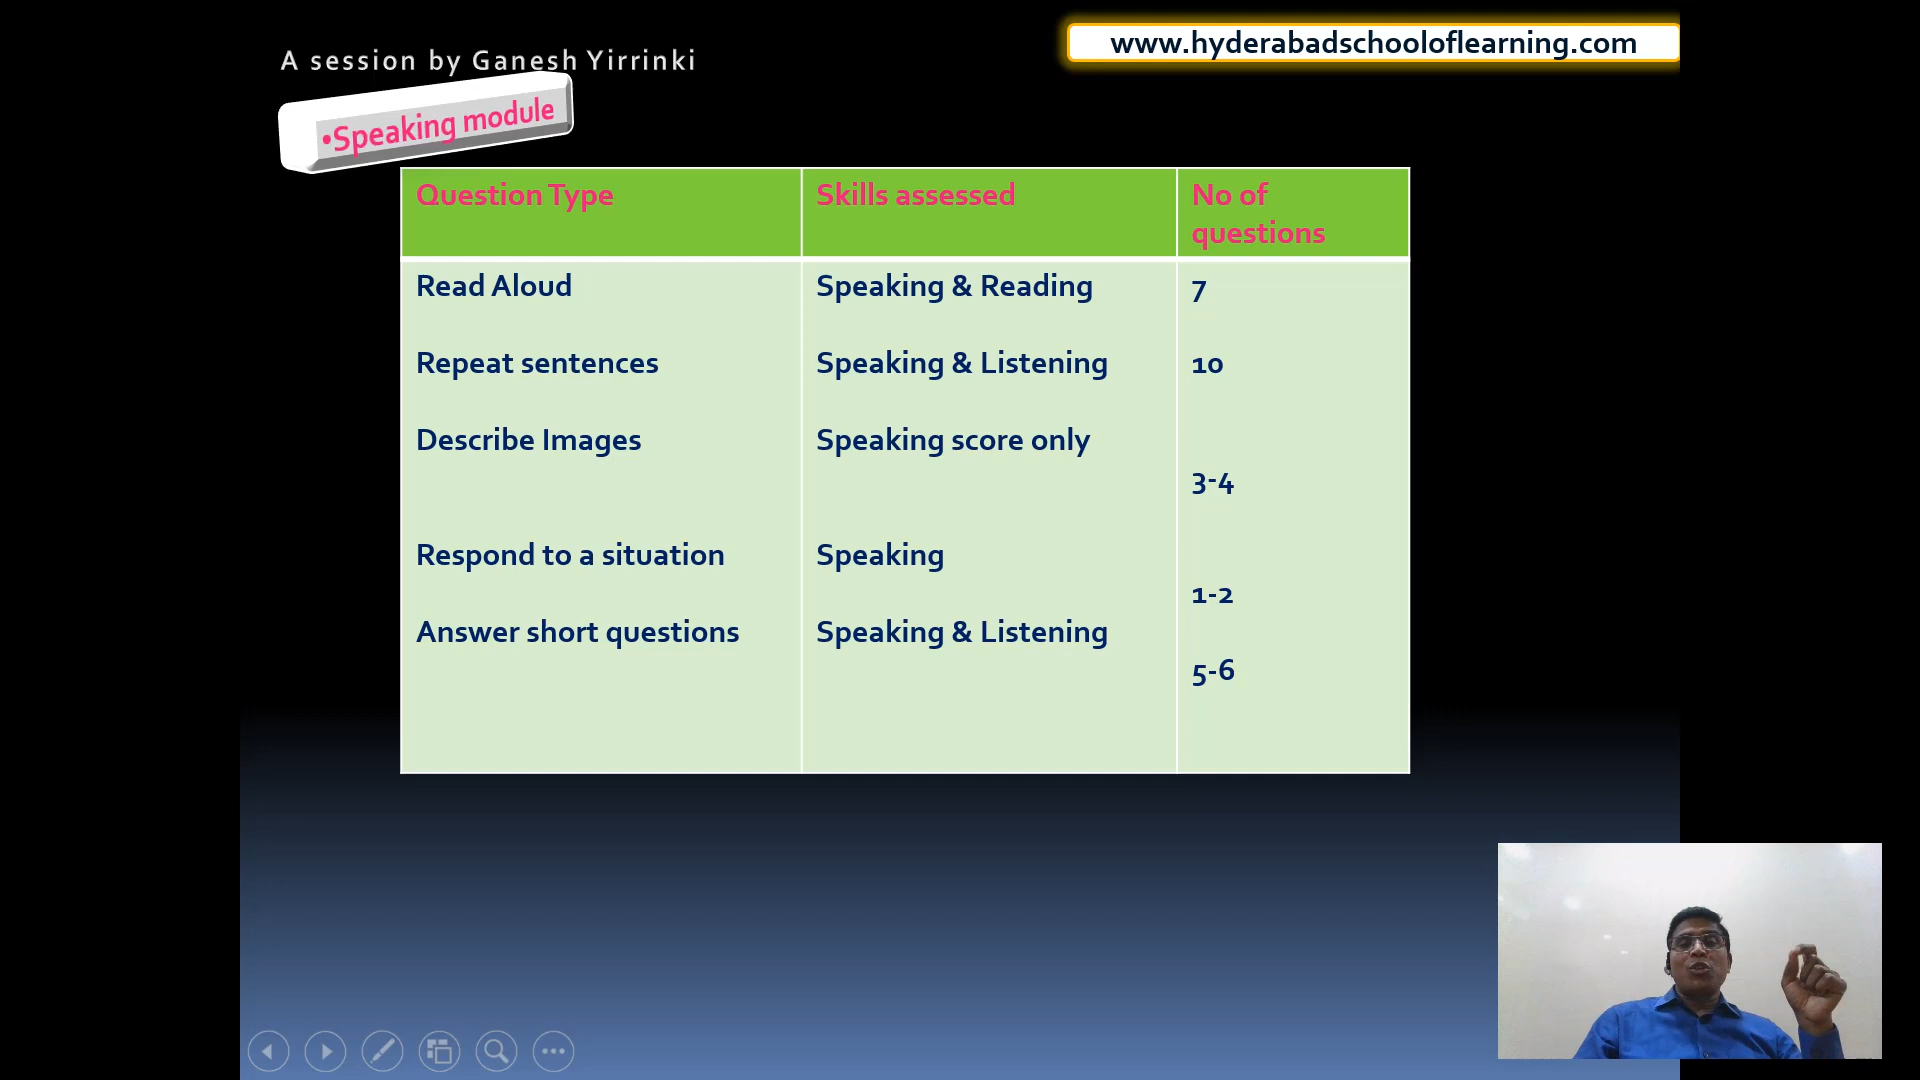 A session by Ganesh Yirrinki
www.hyderabadschooloflearning.com
•Speaking module
Question Type Skills assessed No of
questions
Read Aloud Speaking & Reading 7
Repeat sentences Speaking & Listening 10
Describe Images Speaking score only
3-4
Respond to a situation Speaking
1-2
Answer short questions Speaking & Listening
5-6